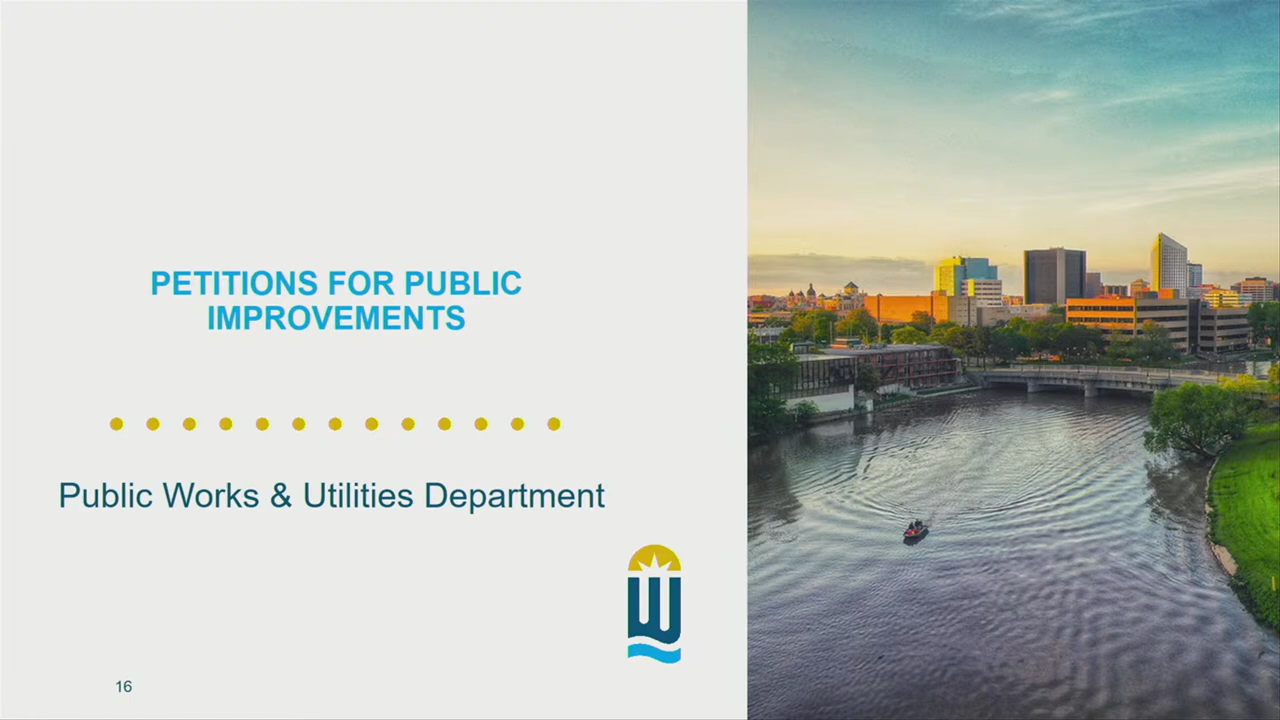 PETITIONS FOR PUBLIC
IMPROVEMENTS
Public Works & Utilities Department
W
16